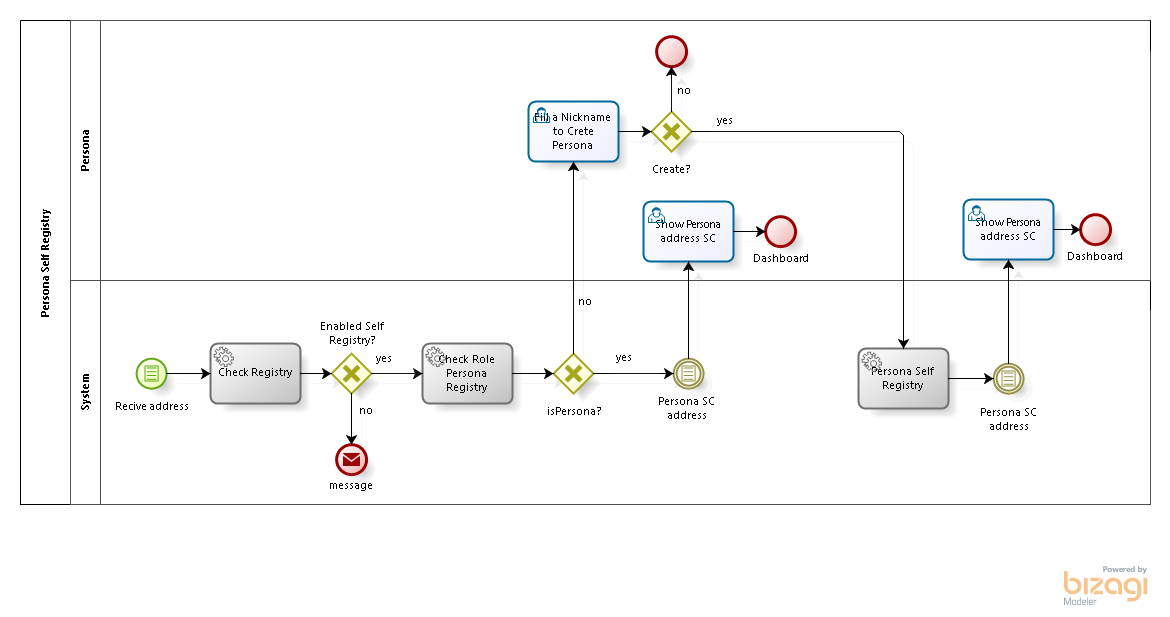 Persona Self Registry
Persona
System
no
Fill a Nickname
to Crete
Persona
yes
Create?
Show Persona
address SC
Dashboard
Show Persona
address SC
Dashboard
no
Enabled Self
Registry?
Recive address
Check Registry
yes
no
message
Check Role
Persona
Registry
isPersona?
yes
Persona SC
address
Persona Self
Registry
Persona SC
address
Powered by
bizagi
Modeler